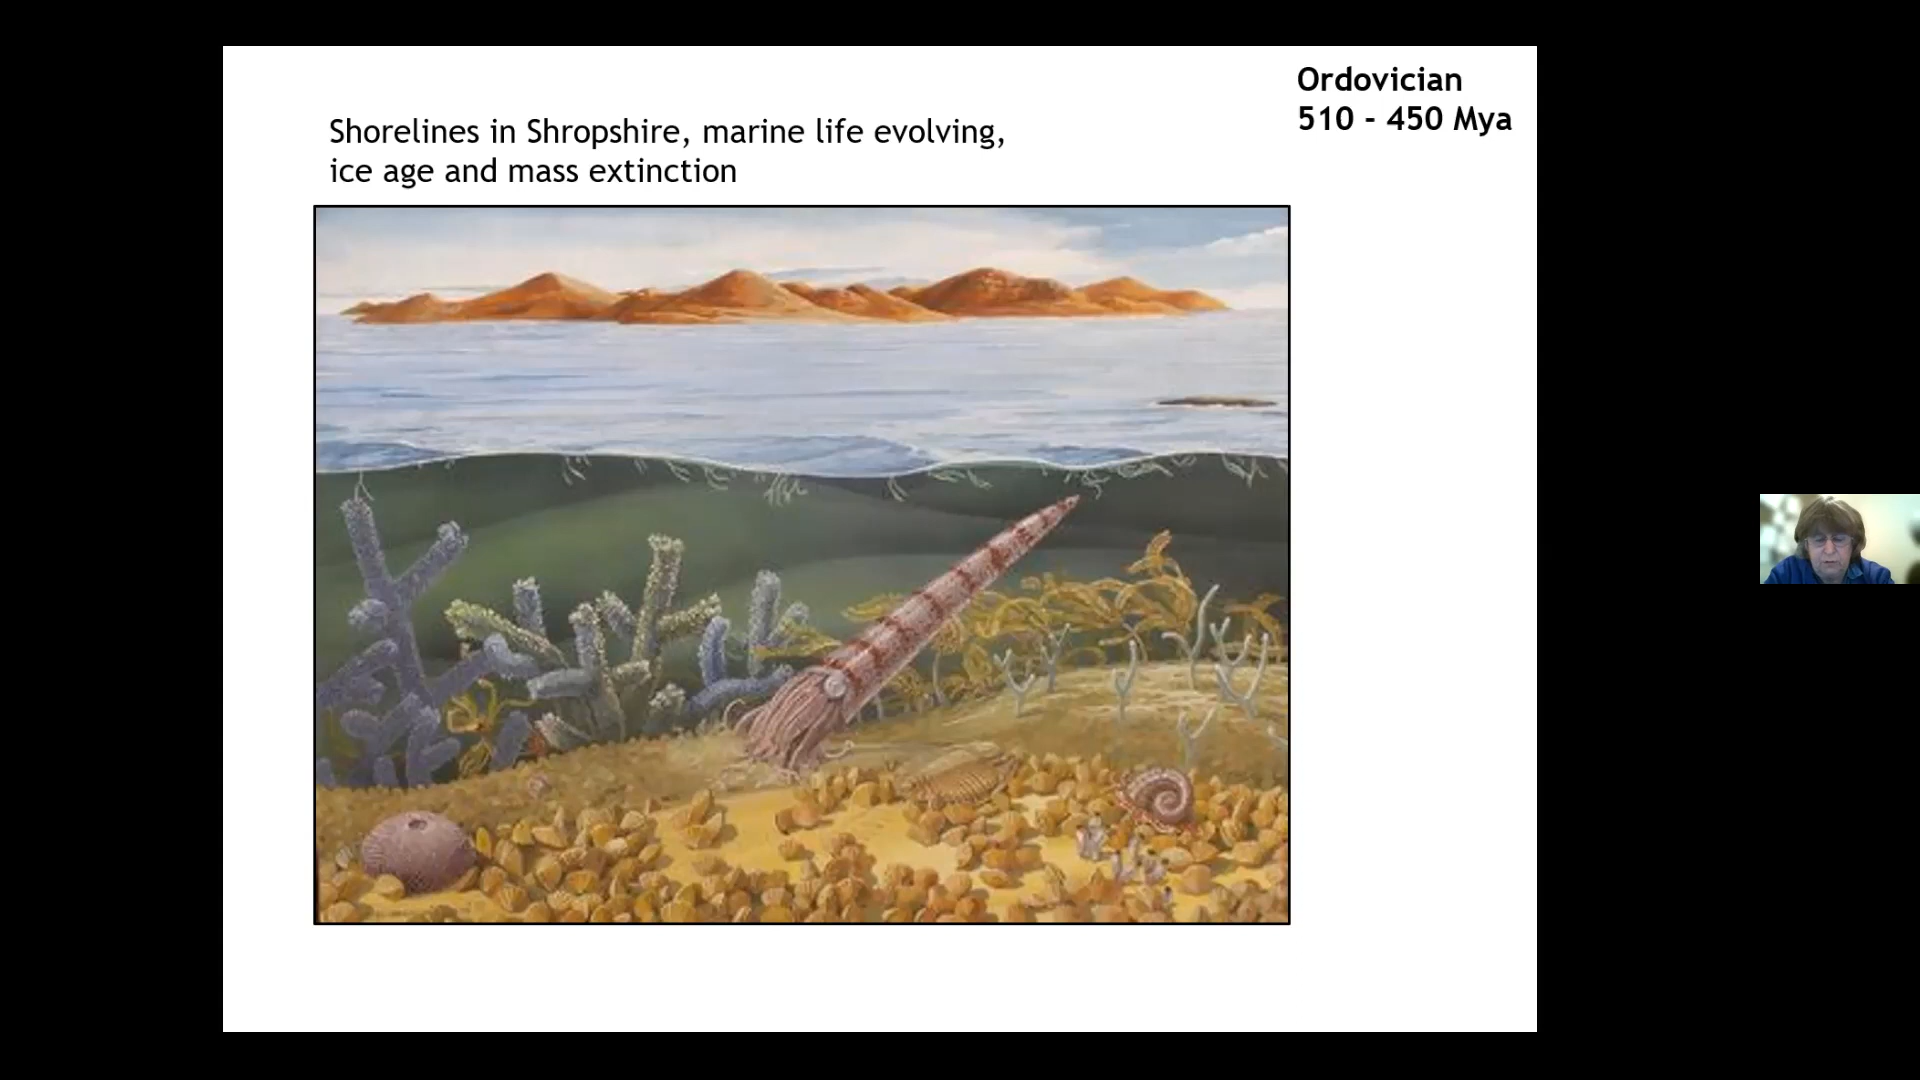 Ordovician
510 - 450 Mya
Shorelines in Shropshire, marine life evolving,
ice age and mass extinction